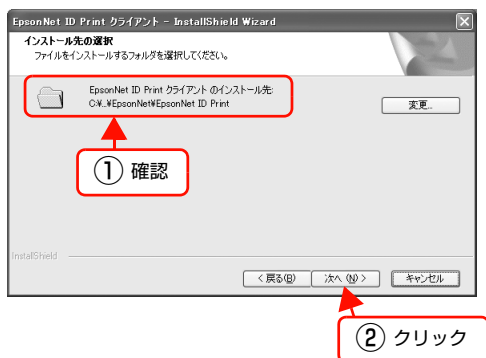 EpsonNet ID Print クライアント - InstallShield Wizard
インストール先の選択
ファイルをインストールするフォルダを選択してください。
EpsonNet ID Print クライアント のインストール先:
C:¥...¥EpsonNet¥EpsonNet ID Print
変更...
① 確認
InstallShield
< 戻る(B)
次へ (N) >
キャンセル
② クリック